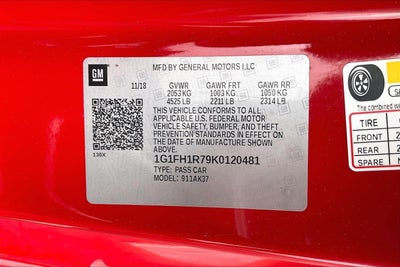 GM
MFD BY GENERAL MOTORS LLC
11/18 GVWR GAWR FRT GAWR RR
2053 KG 1003 KG 1050 KG
4525 LB 2211 LB 2314 LB
THIS VEHICLE CONFORMS TO ALL
APPLICABLE U.S. FEDERAL MOTOR
VEHICLE SAFETY, BUMPER, AND THEFT
PREVENTION STANDARDS IN EFFECT ON
THE DATE OF MANUFACTURE SHOWN
ABOVE.
130X
1G1FH1R79K0120481
TYPE: PASS CAR
MODEL: 911AK37
The combined
TIRE
FRONT
REAR
SPARE